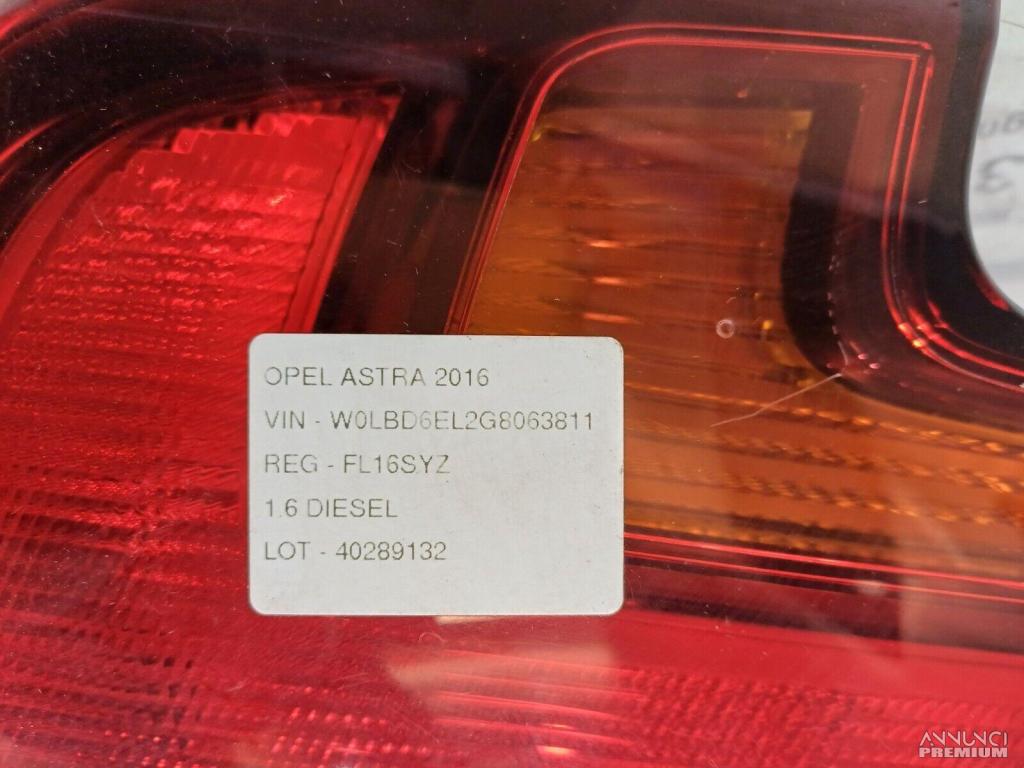 OPEL ASTRA 2016
VIN - W0LBD6EL2G8063811
REG - FL16SYZ
1.6 DIESEL
LOT - 40289132
ANNUNCI
PREMIUM